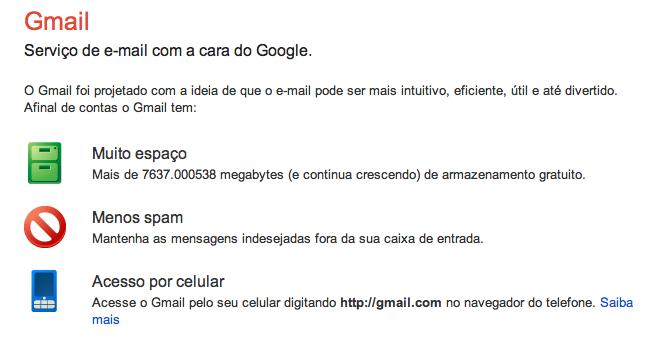 Gmail
Serviço de e-mail com a cara do Google.
O Gmail foi projetado com a ideia de que o e-mail pode ser mais intuitivo, eficiente, útil e até divertido.
Afinal de contas o Gmail tem:
Muito espaço
Mais de 7637.000538 megabytes (e continua crescendo) de armazenamento gratuito.
Menos spam
Mantenha as mensagens indesejadas fora da sua caixa de entrada.
Acesso por celular
Acesse o Gmail pelo seu celular digitando http://gmail.com no navegador do telefone. Saiba
mais